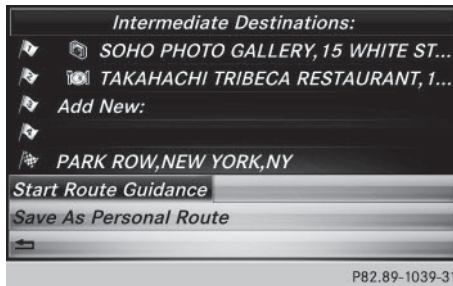 Intermediate Destinations:
SOHO PHOTO GALLERY,15 WHITE ST...
TAKAHACHI TRIBECA RESTAURANT,1...
Add New:
PARK ROW,NEW YORK,NY
Start Route Guidance
Save As Personal Route
P82.89-1039-31